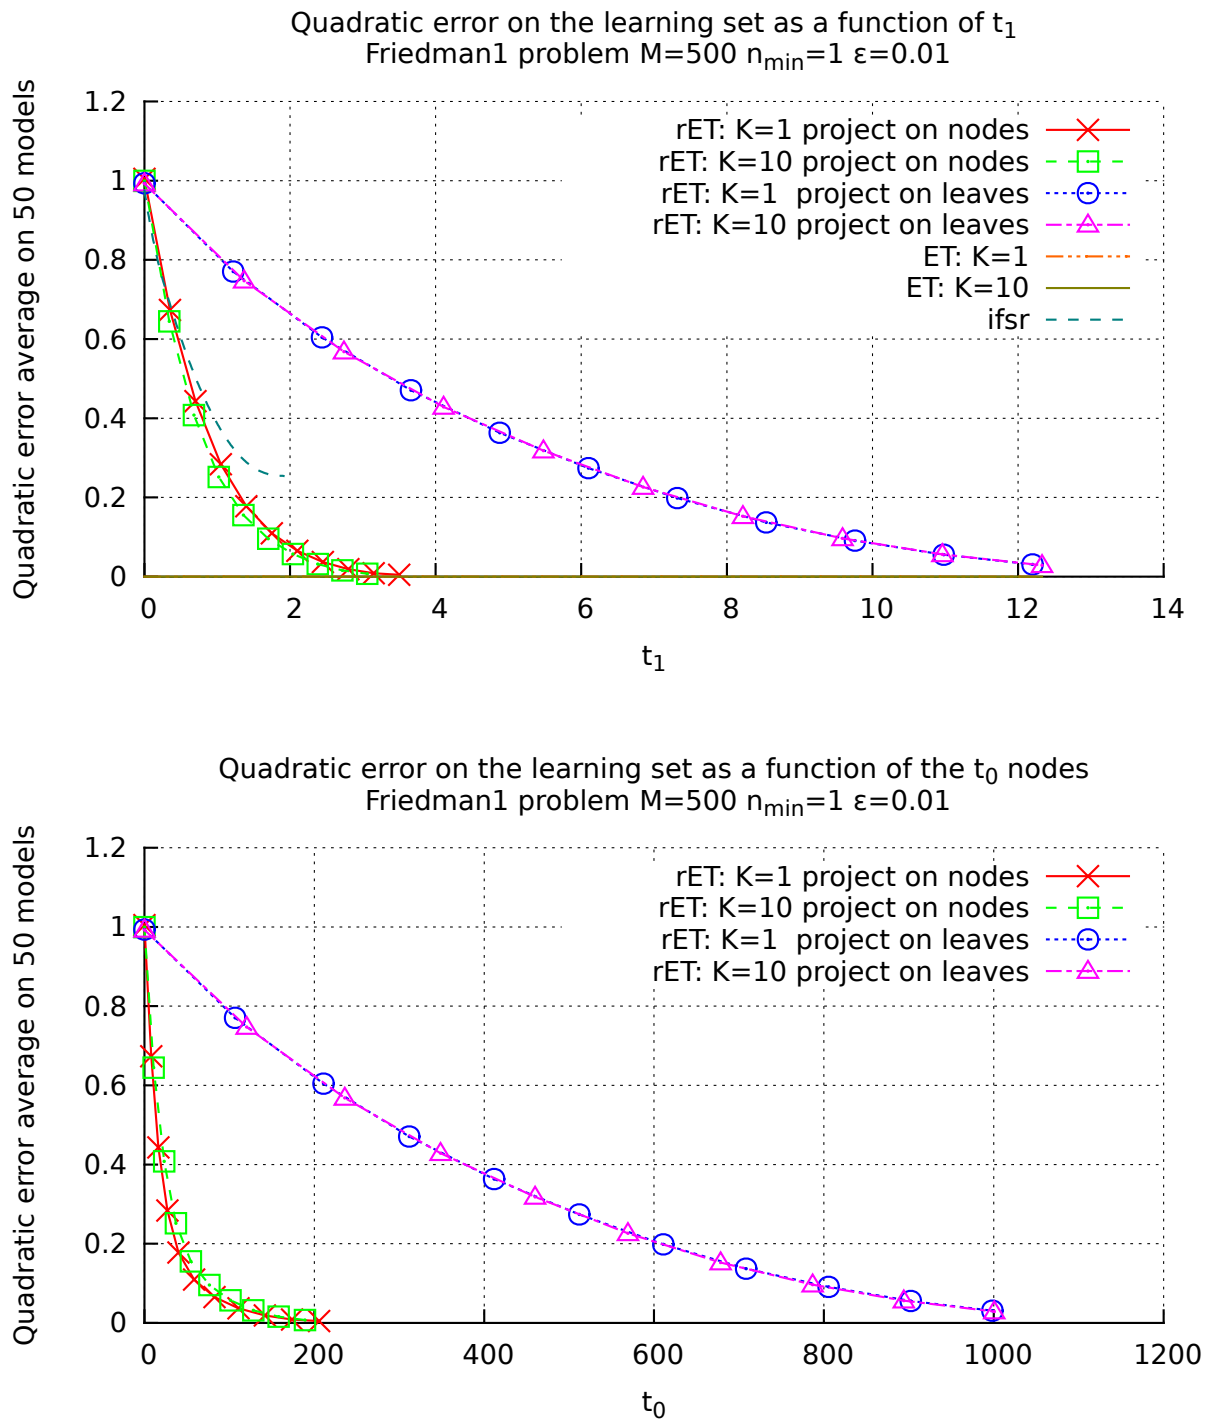 Quadratic error on the learning set as a function of t1
Friedman1 problem M=500 nmin=1 ε=0.01
Quadratic error average on 50 models
1.2
1
0.8
0.6
0.4
0.2
0
rET: K=1 project on nodes
rET: K=10 project on nodes
rET: K=1  project on leaves
rET: K=10 project on leaves
ET: K=1
ET: K=10
ifsr
0 2 4 6 8 10 12 14
t1
Quadratic error on the learning set as a function of the t0 nodes
Friedman1 problem M=500 nmin=1 ε=0.01
Quadratic error average on 50 models
1.2
1
0.8
0.6
0.4
0.2
0
rET: K=1 project on nodes
rET: K=10 project on nodes
rET: K=1  project on leaves
rET: K=10 project on leaves
0 200 400 600 800 1000 1200
t0